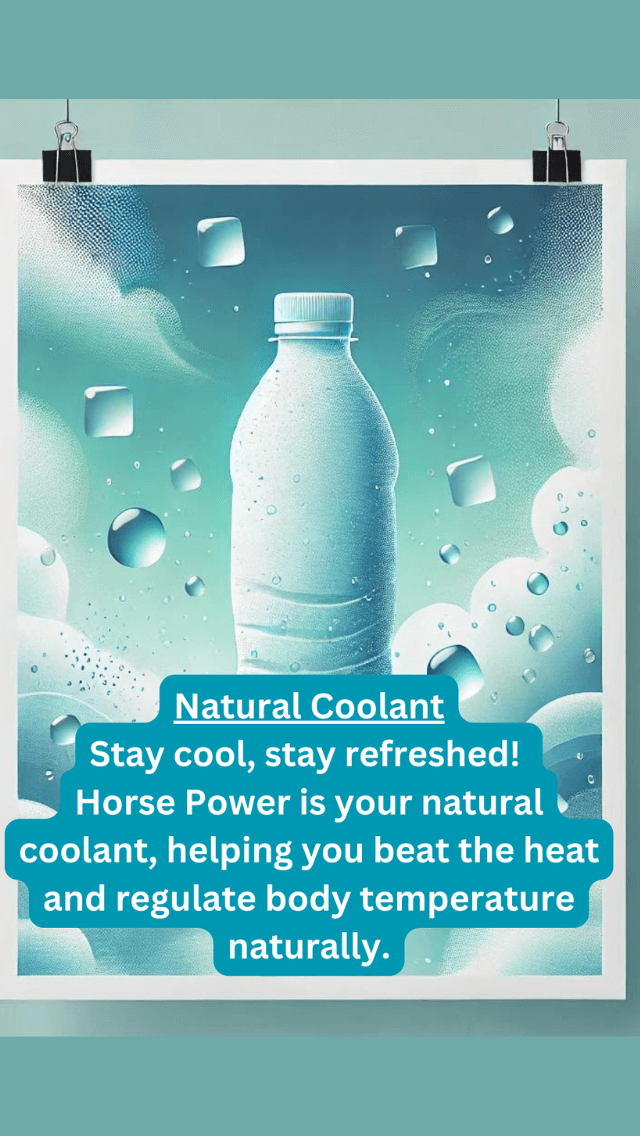 Natural Coolant
Stay cool, stay refreshed!
Horse Power is your natural
coolant, helping you beat the heat
and regulate body temperature
naturally.